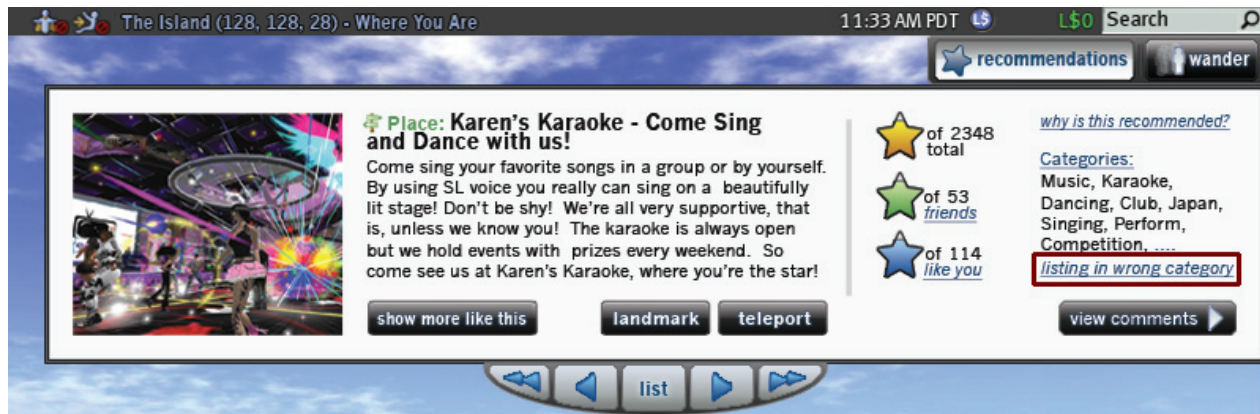 The Island (128, 128, 28) - Where You Are
11:33 AM PDT
L$
L$0
Search
recommendations
wander
Place: Karen's Karaoke - Come Sing
and Dance with us!
Come sing your favorite songs in a group or by yourself.
By using SL voice you really can sing on a beautifully
lit stage! Don't be shy! We're all very supportive, that
is, unless we know you! The karaoke is always open
but we hold events with prizes every weekend. So
come see us at Karen's Karaoke, where you're the star!
show more like this
landmark
teleport
of 2348
total
of 53
friends
of 114
like you
why is this recommended?
Categories:
Music, Karaoke,
Dancing, Club, Japan,
Singing, Perform,
Competition, ....
listing in wrong category
view comments
list